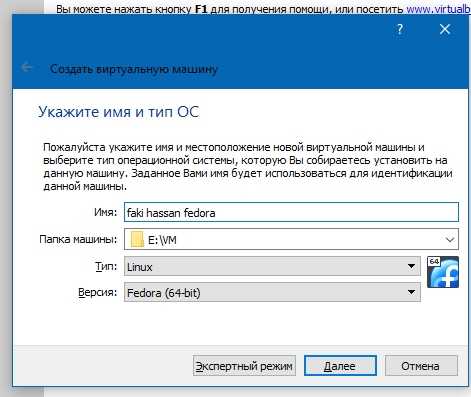 Вы можете нажать кнопку F1 для получения помощи, или посетить www.virtualb
?
Создать виртуальную машину
Укажите имя и тип ОС
Пожалуйста укажите имя и местоположение новой виртуальной машины и
выберите тип операционной системы, которую Вы собираетесь установить на
данную машину. Заданное Вами имя будет использоваться для идентификации
данной машины.
Имя: faki hassan fedora
Папка машины: E:\VM
Тип: Linux
64
Версия: Fedora (64-bit)
Экспертный режим Далее Отмена